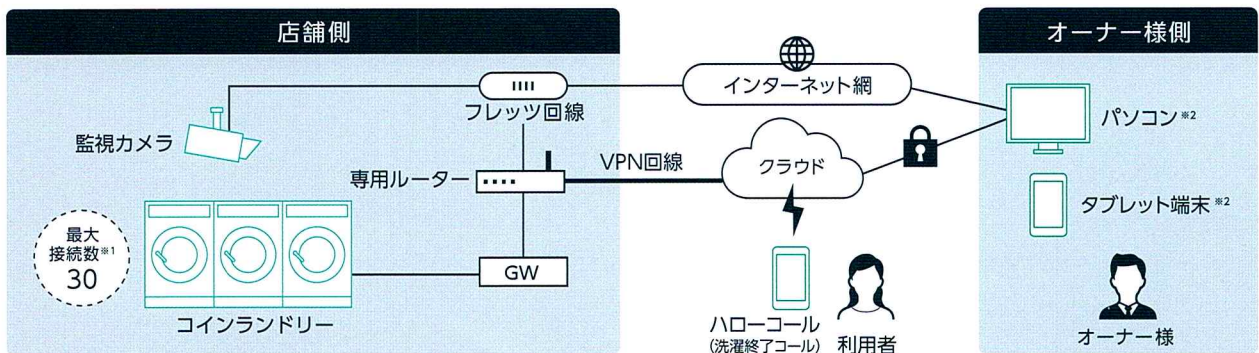 店舗側
オーナー様側
フレッツ回線
インターネット網
監視カメラ
パソコン※2
専用ルーター
VPN回線
クラウド
タブレット端末※2
最大
接続数※1
30
GW
コインランドリー
ハローコール
(洗濯終了コール)
利用者
オーナー様